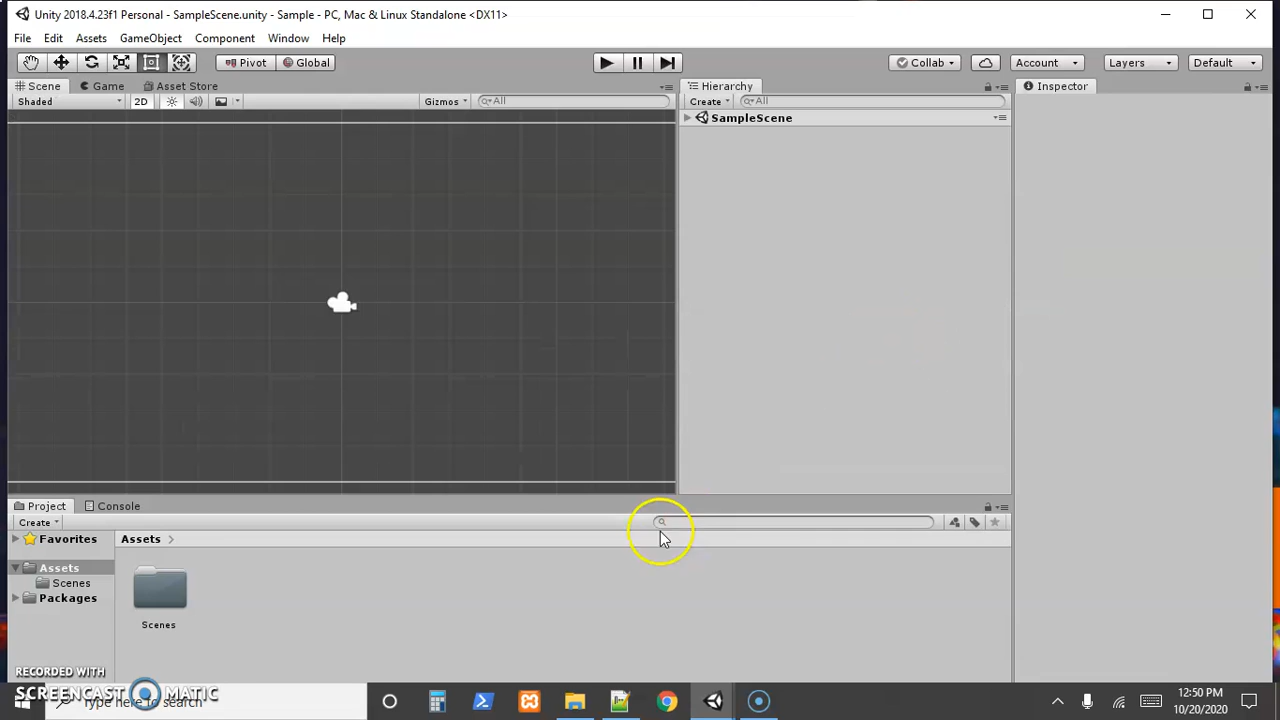 Unity 2018.4.23f1 Personal - SampleScene.unity - Sample - PC, Mac & Linux Standalone <DX11>
File Edit Assets GameObject Component Window Help
Pivot Global Collab Account Layers Default
Scene Game Asset Store Hierarchy Inspector
Shaded 2D Gizmos All Create All
SampleScene
Project Console
Create
Favorites Assets
Assets
Scenes
Packages
Scenes
RECORDED WITH
SCREENCAST MATIC
Type here to search
12:50 PM
10/20/2020